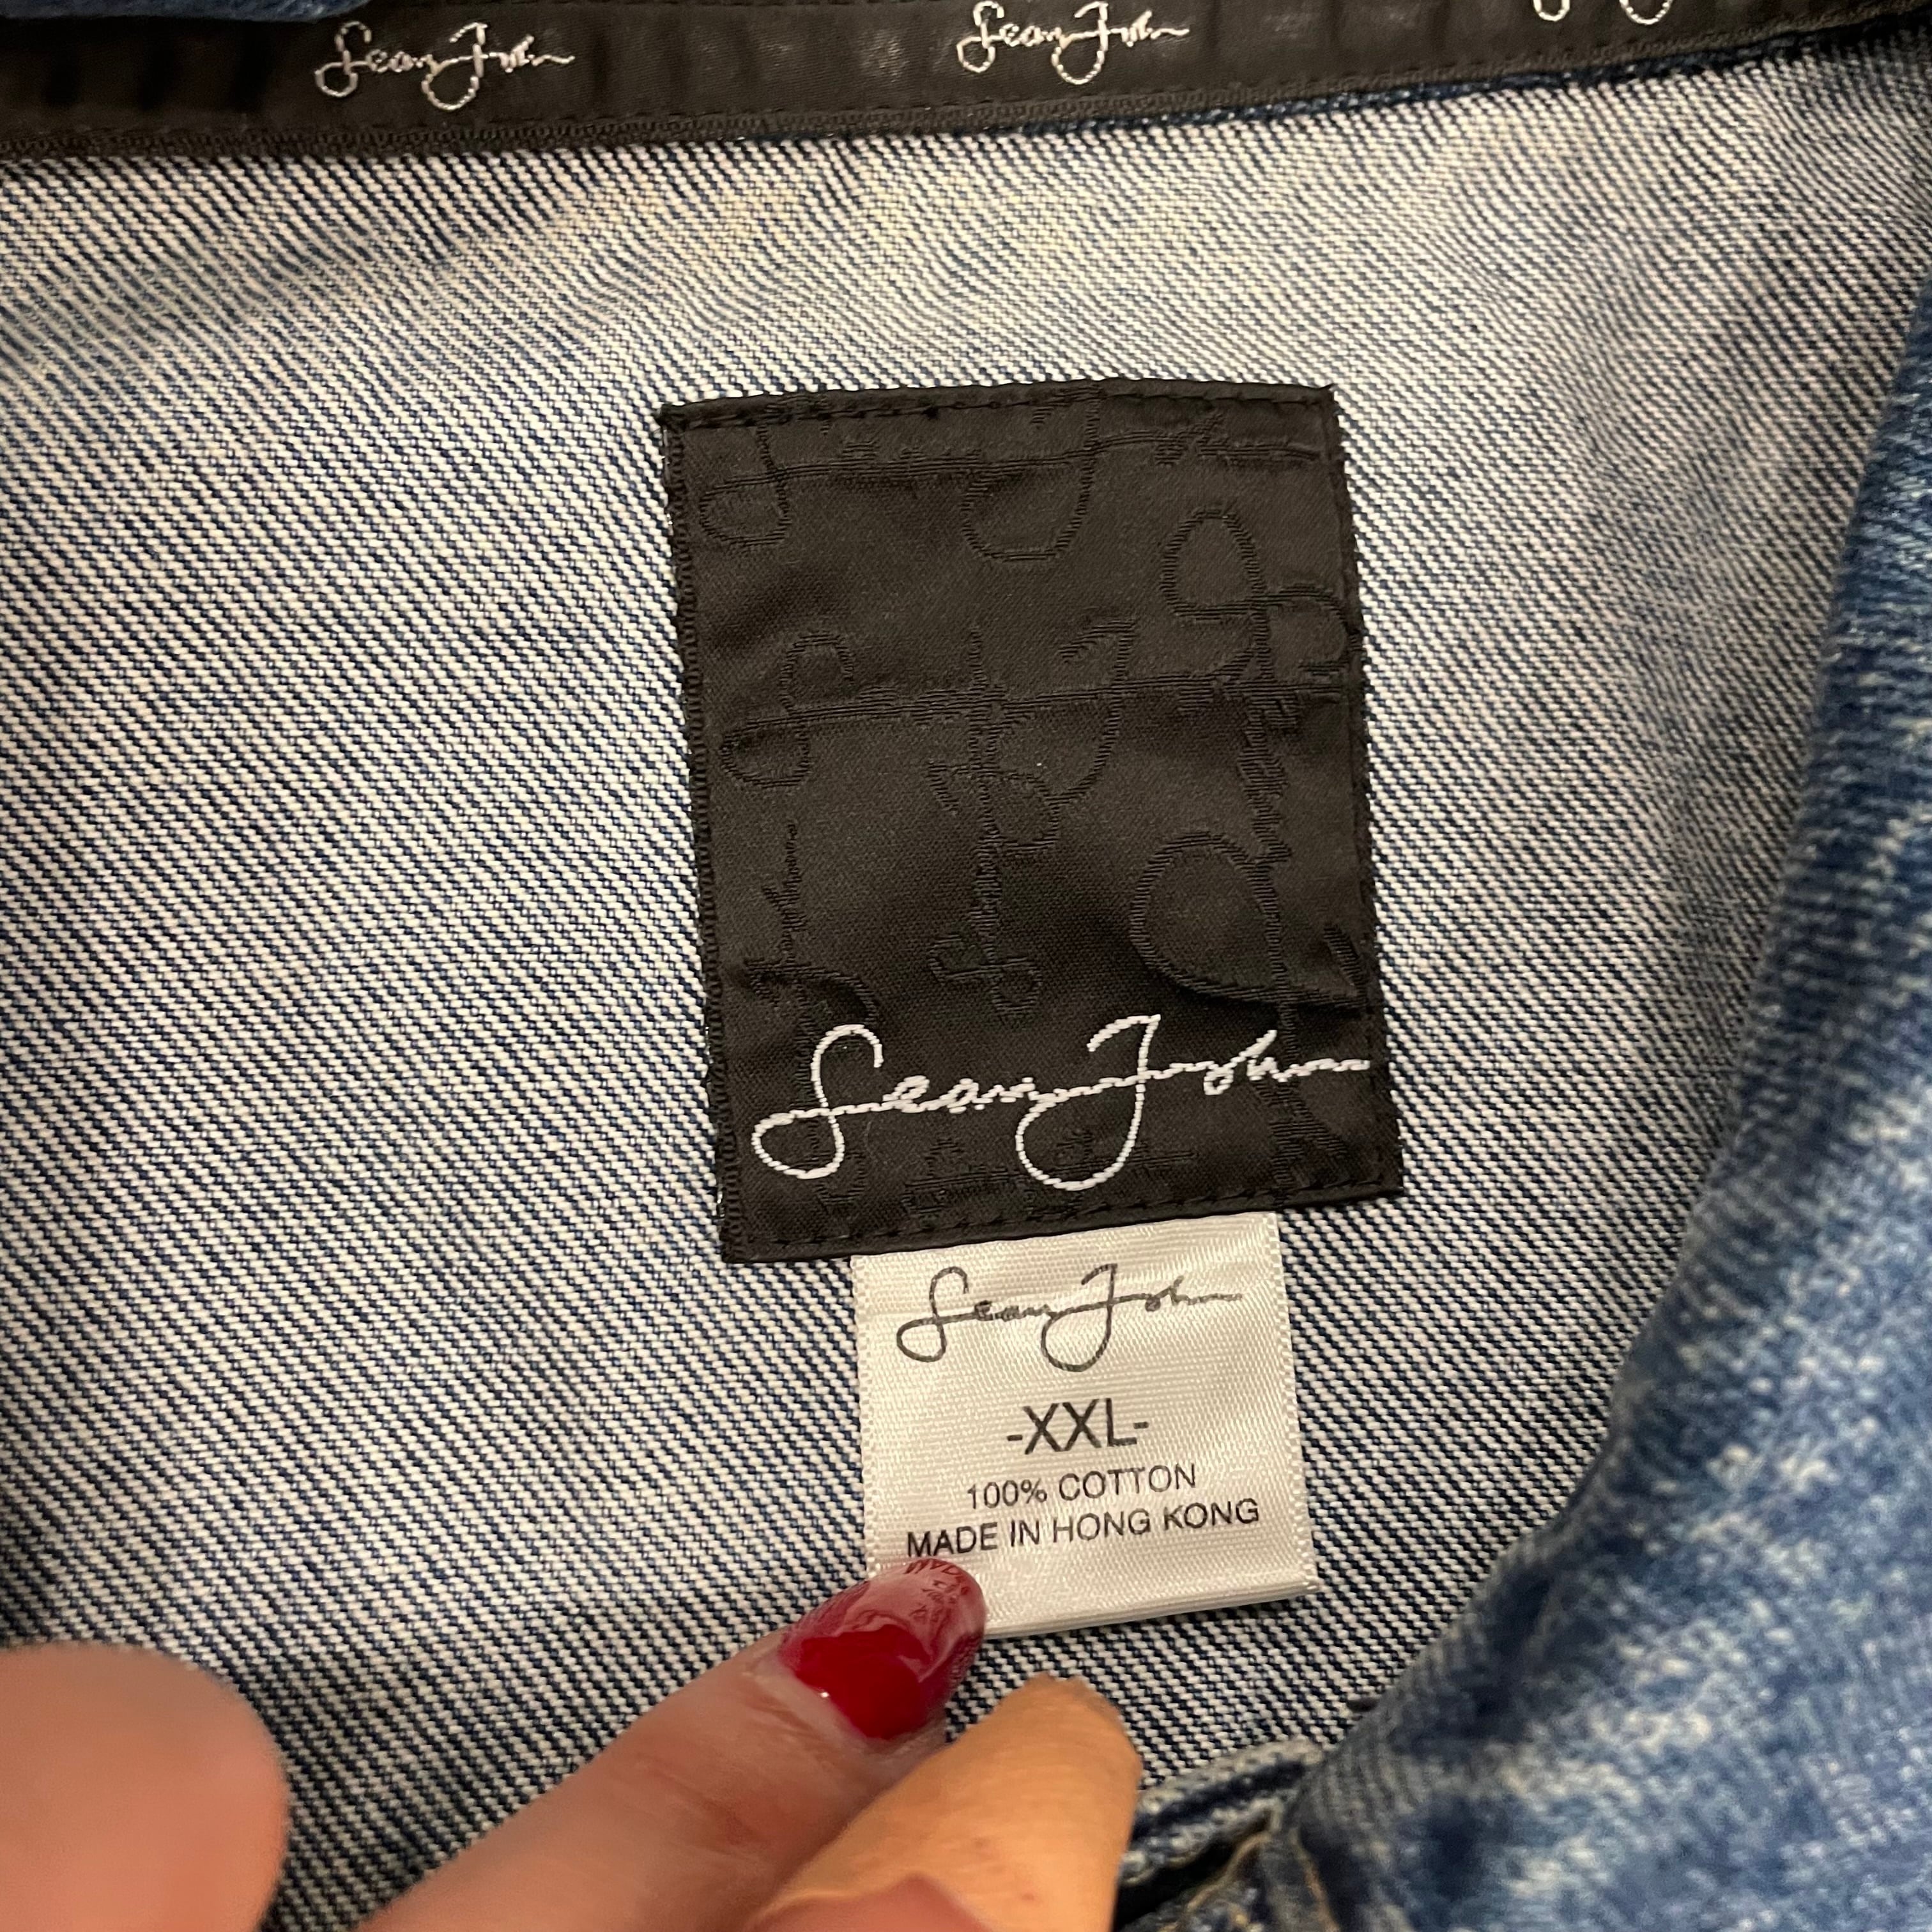 Sean John
Sean John
Sean John
Sean John
-XXL-
100% COTTON
MADE IN HONG KONG